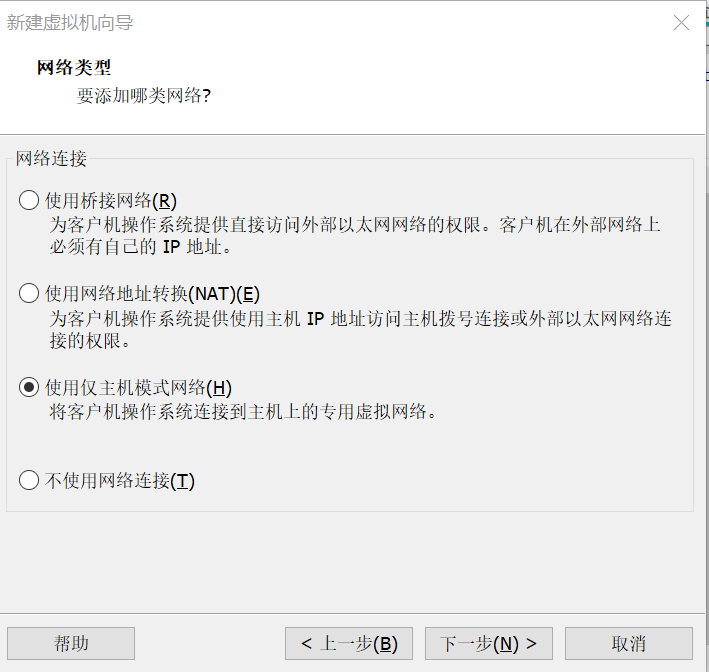 新建虚拟机向导
网络类型
要添加哪类网络?
网络连接
使用桥接网络(R)
为客户机操作系统提供直接访问外部以太网网络的权限。客户机在外部网络上
必须有自己的 IP 地址。
使用网络地址转换(NAT)(E)
为客户机操作系统提供使用主机 IP 地址访问主机拨号连接或外部以太网网络连
接的权限。
使用仅主机模式网络(H)
将客户机操作系统连接到主机上的专用虚拟网络。
不使用网络连接(T)
帮助
< 上一步(B)
下一步(N) >
取消